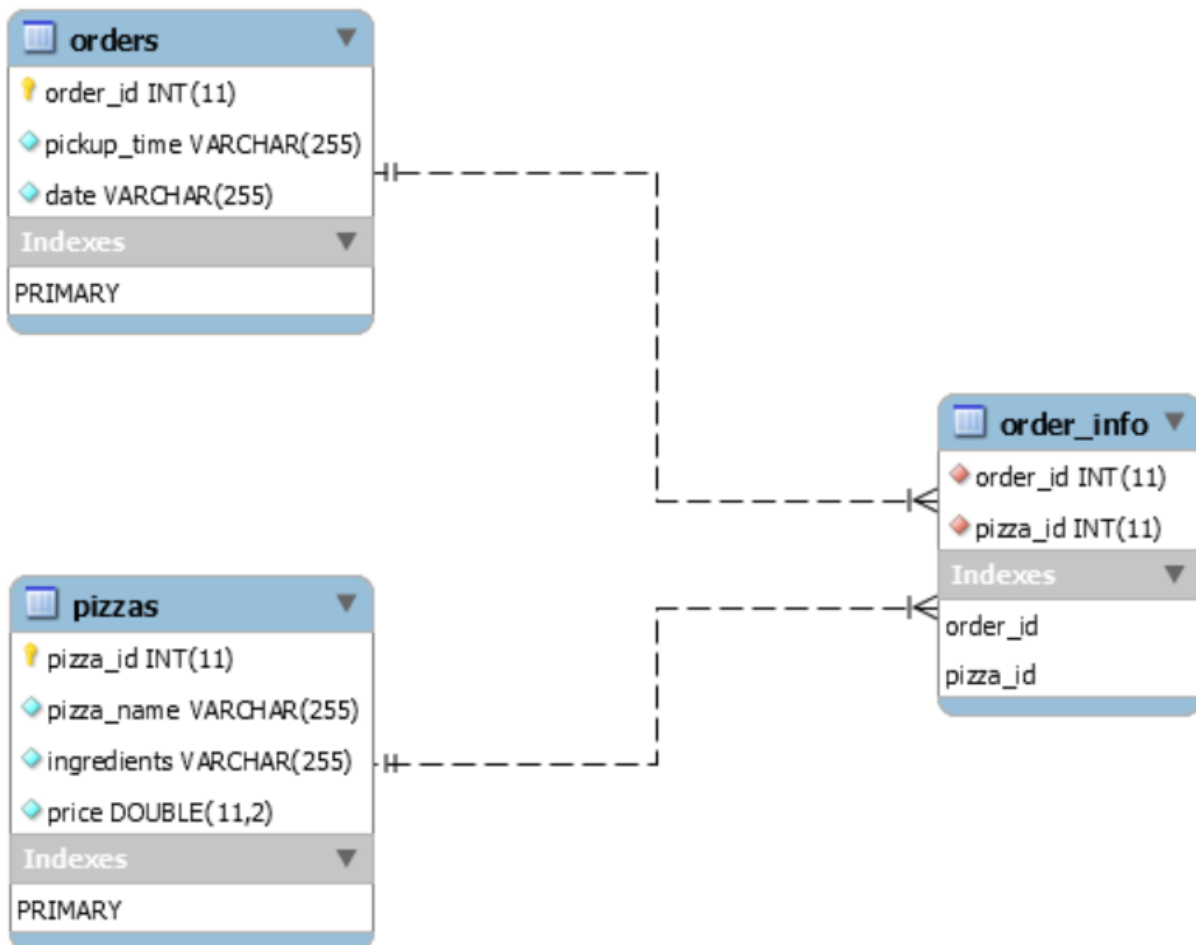 orders
order_id INT(11)
pickup_time VARCHAR(255)
date VARCHAR(255)
Indexes
PRIMARY
order_info
order_id INT(11)
pizza_id INT(11)
Indexes
order_id
pizza_id
pizzas
pizza_id INT(11)
pizza_name VARCHAR(255)
ingredients VARCHAR(255)
price DOUBLE(11,2)
Indexes
PRIMARY